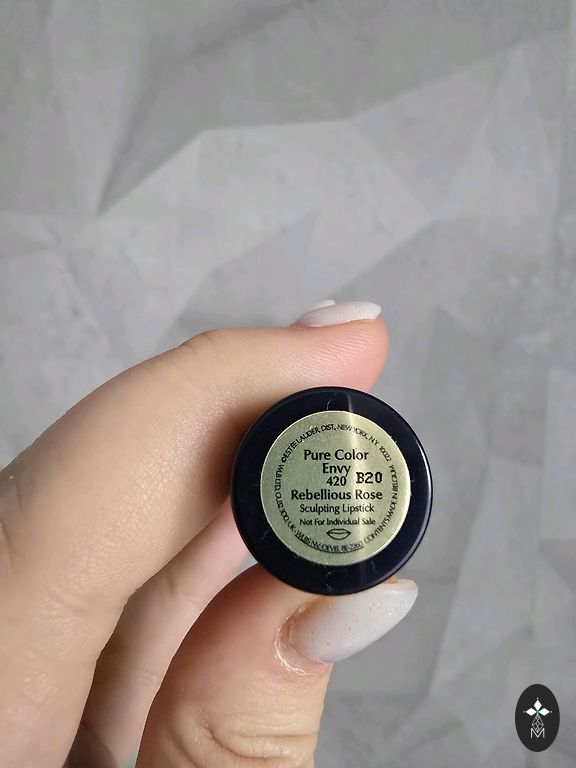 ©ESTĒE LAUDER, DIST., NEW YORK, N.Y. 10022
Pure Color
Envy
420 B20
Rebellious Rose
Sculpting Lipstick
Not For Individual Sale
CONTENTS MADE IN BELGIUM
M